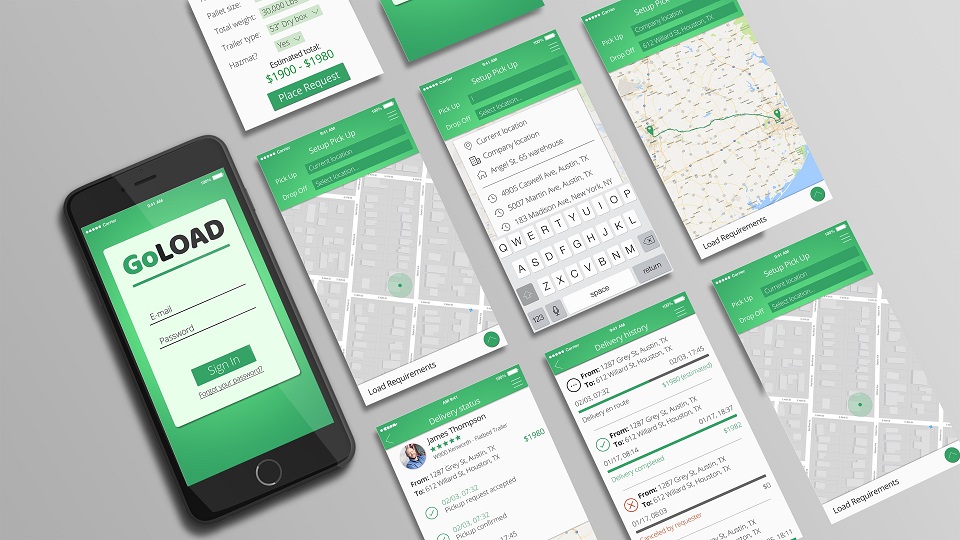 Pallet size:
Total weight: 30,000 Lbs
Trailer type: 53" Dry box
Hazmat? Yes
Estimated total:
$1900 - $1980
Place Request
Carrier 9:41 AM 100%
GoLOAD
E-mail
Password
Sign In
Forgot your password?
Carrier 9:41 AM 100%
Setup Pick Up
Pick Up Current location
Drop Off Select location...
Load Requirements
Carrier 9:41 AM 100%
Setup Pick Up
Pick Up
Drop Off Select location...
Current location
Company location
Angel St. 65 warehouse
4905 Caswell Ave, Austin, TX
5007 Martin Ave, Austin, TX
183 Madison Ave, New York, NY
Q W E R T Y U I O P
A S D F G H J K L
Z X C V B N M
123 space return
Setup Pick Up
Pick Up Company location
Drop Off 612 Willard St, Houston, TX
Load Requirements
100%
Delivery status
James Thompson
W900 Kenworth - Flatbed Trailer
$1980
From: 1287 Grey St, Austin, TX
To: 612 Willard St, Houston, TX
02/03, 07:32
Pickup request accepted
02/03, 07:32
Pickup confirmed
Carrier 9:41 AM 100%
Delivery history
From: 1287 Grey St, Austin, TX
To: 612 Willard St, Houston, TX
02/03, 07:32 02/03, 17:45
Delivery en route $1980 (estimated)
From: 1287 Grey St, Austin, TX
To: 612 Willard St, Houston, TX
01/17, 08:14 01/17, 18:37
Delivery completed $1982
From: 1287 Grey St, Austin, TX
To: 612 Willard St, Houston, TX
01/17, 08:03 $0
Canceled by requester
Carrier 9:41 AM 100%
Setup Pick Up
Pick Up Current location
Drop Off Select location...
Load Requirements